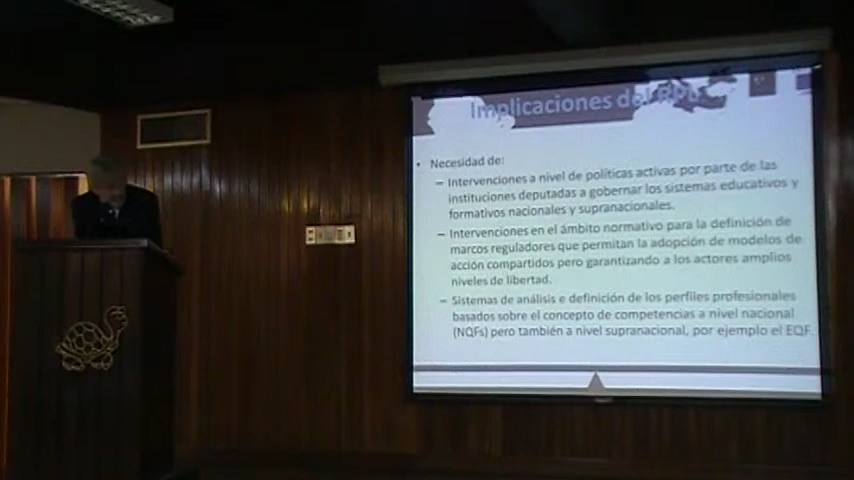 Implicaciones del RPL
• Necesidad de:
– Intervenciones a nivel de políticas activas por parte de las
instituciones deputadas a gobernar los sistemas educativos y
formativos nacionales y supranacionales.
– Intervenciones en el ámbito normativo para la definición de
marcos reguladores que permitan la adopción de modelos de
acción compartidos pero garantizando a los actores amplios
niveles de libertad.
– Sistemas de análisis e definición de los perfiles profesionales
basados sobre el concepto de competencias a nivel nacional
(NQFs) pero también a nivel supranacional, por ejemplo el EQF.